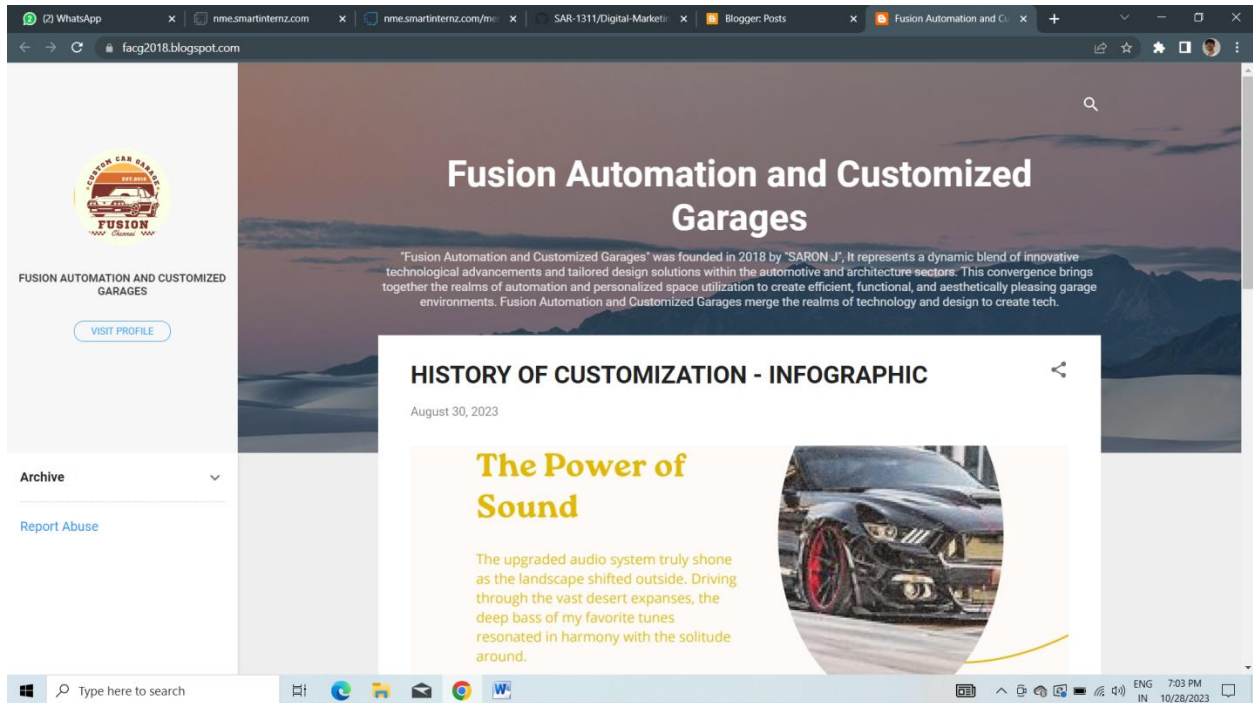 (2) WhatsApp
nme.smartinternz.com
nme.smartinternz.com/me
SAR-1311/Digital-Marketin
Blogger: Posts
Fusion Automation and Cu
facg2018.blogspot.com
CUSTOM CAR GARAGE
EST.2018
FUSION
Chennai
FUSION AUTOMATION AND CUSTOMIZED
GARAGES
VISIT PROFILE
Archive
Report Abuse
Fusion Automation and Customized
Garages
"Fusion Automation and Customized Garages" was founded in 2018 by "SARON J", It represents a dynamic blend of innovative
technological advancements and tailored design solutions within the automotive and architecture sectors. This convergence brings
together the realms of automation and personalized space utilization to create efficient, functional, and aesthetically pleasing garage
environments. Fusion Automation and Customized Garages merge the realms of technology and design to create tech.
HISTORY OF CUSTOMIZATION - INFOGRAPHIC
August 30, 2023
The Power of
Sound
The upgraded audio system truly shone
as the landscape shifted outside. Driving
through the vast desert expanses, the
deep bass of my favorite tunes
resonated in harmony with the solitude
around.
Type here to search
ENG
IN
7:03 PM
10/28/2023